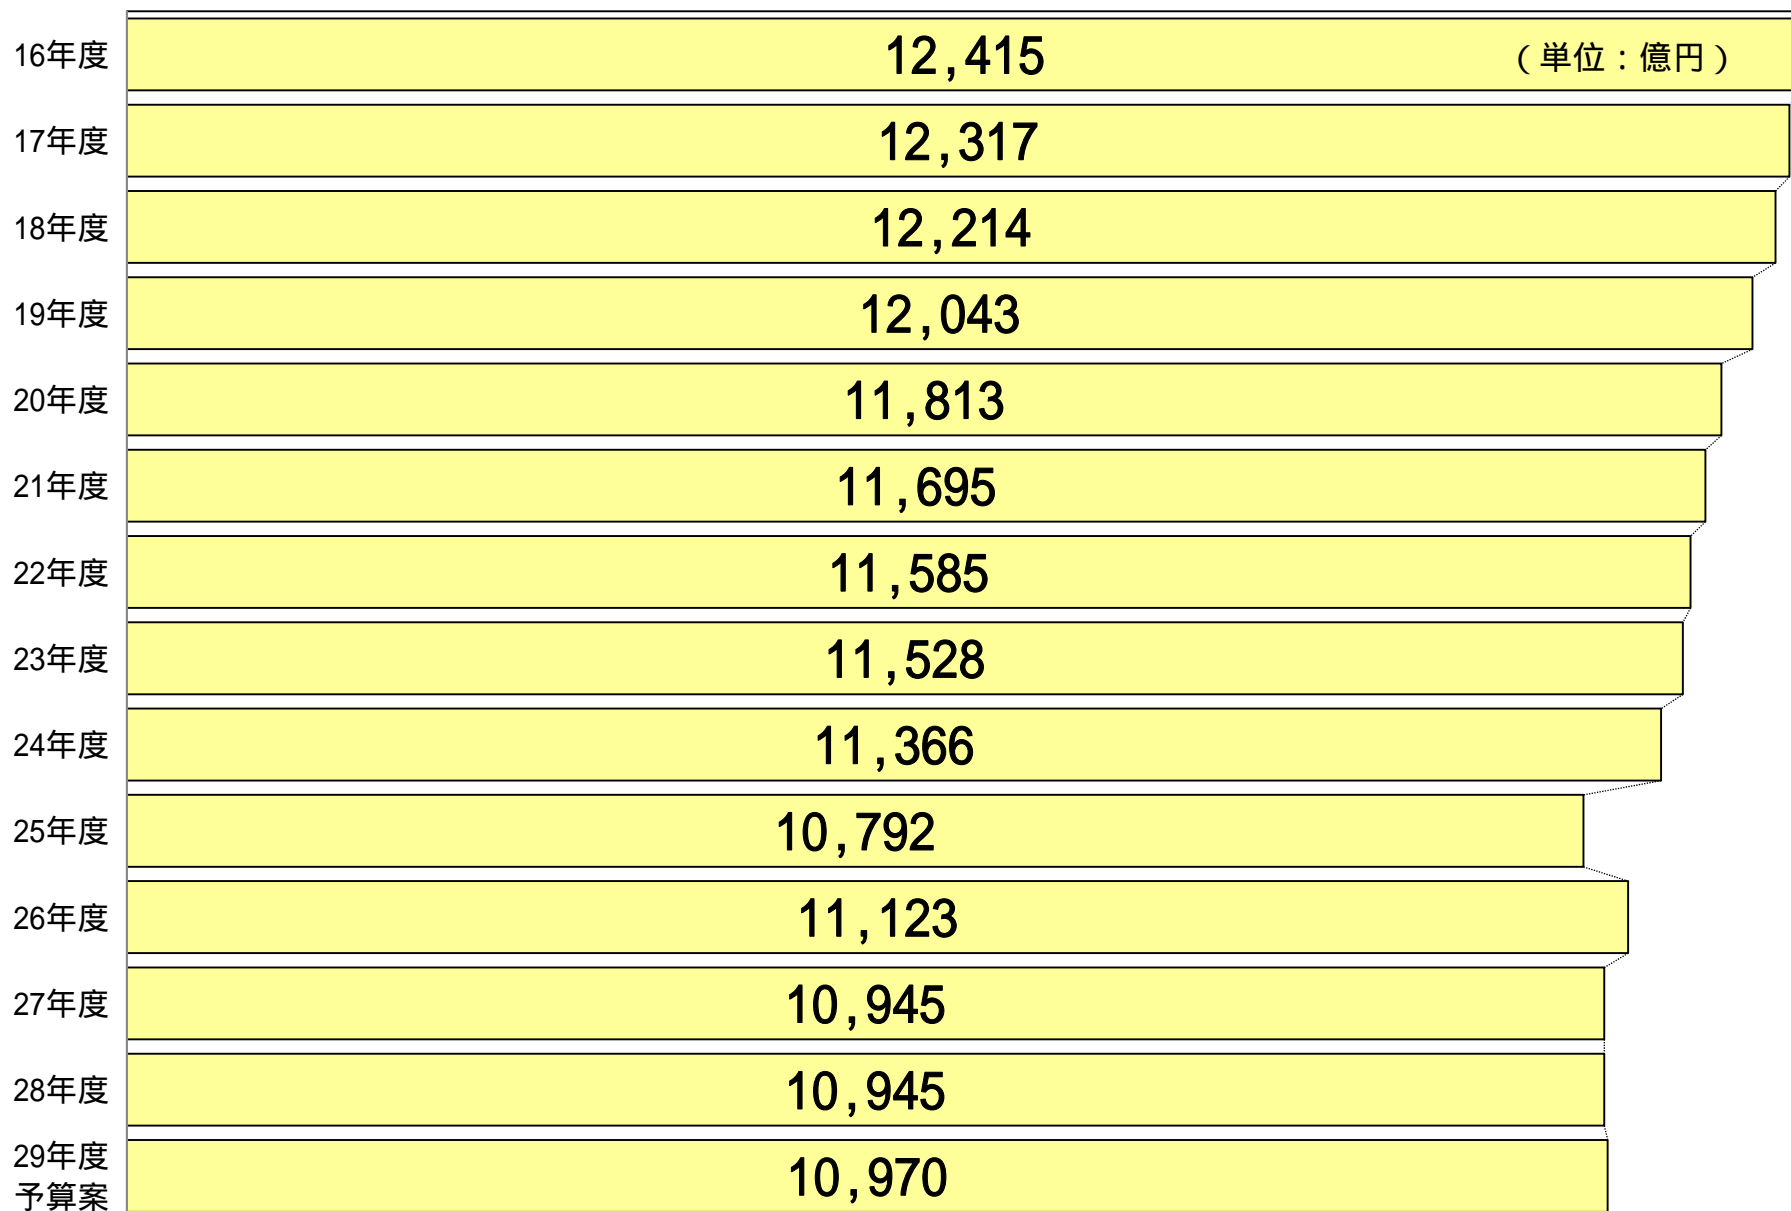 16年度 12,415 （単位：億円）
17年度 12,317
18年度 12,214
19年度 12,043
20年度 11,813
21年度 11,695
22年度 11,585
23年度 11,528
24年度 11,366
25年度 10,792
26年度 11,123
27年度 10,945
28年度 10,945
29年度
予算案 10,970